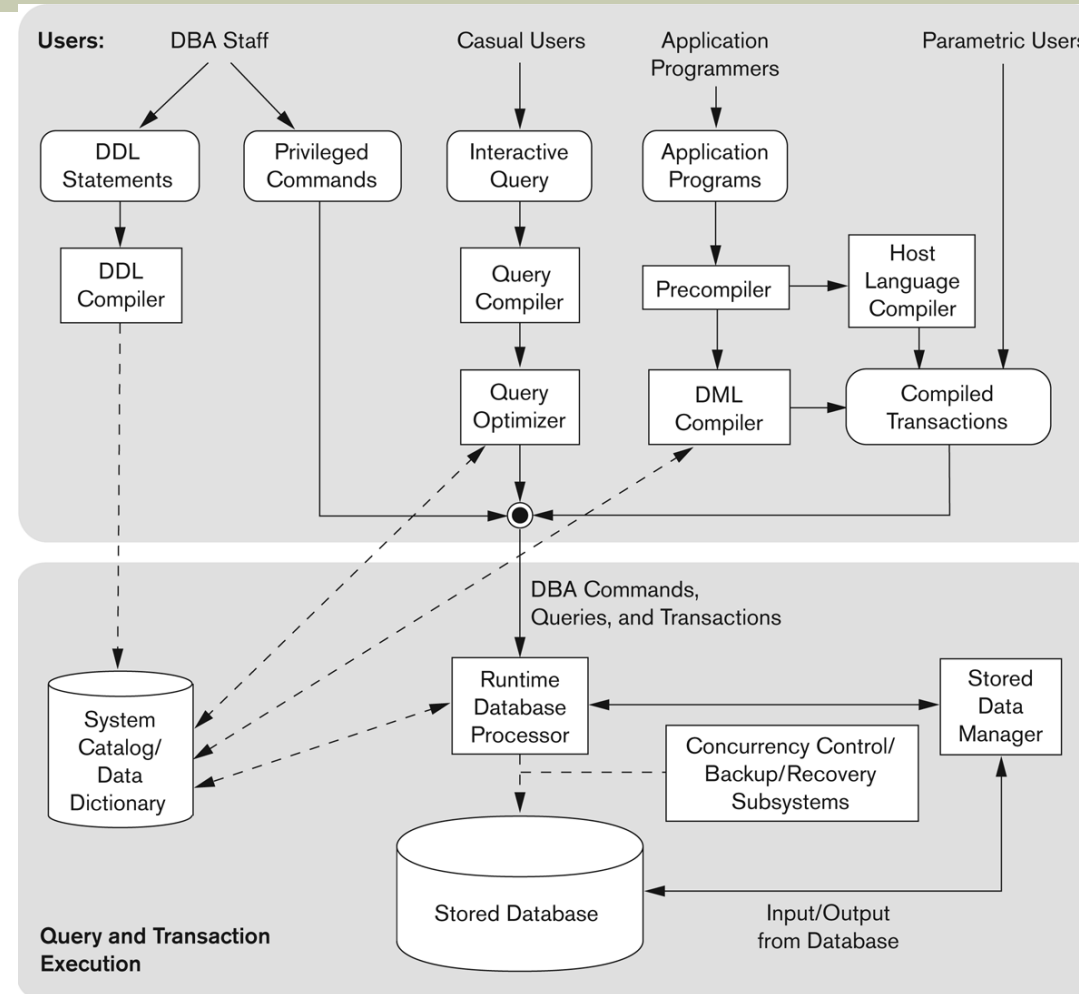 Users:
DBA Staff
Casual Users
Application
Programmers
Parametric Users
DDL
Statements
Privileged
Commands
Interactive
Query
Application
Programs
DDL
Compiler
Query
Compiler
Precompiler
Host
Language
Compiler
Query
Optimizer
DML
Compiler
Compiled
Transactions
DBA Commands,
Queries, and Transactions
System
Catalog/
Data
Dictionary
Runtime
Database
Processor
Stored
Data
Manager
Concurrency Control/
Backup/Recovery
Subsystems
Stored Database
Input/Output
from Database
Query and Transaction
Execution